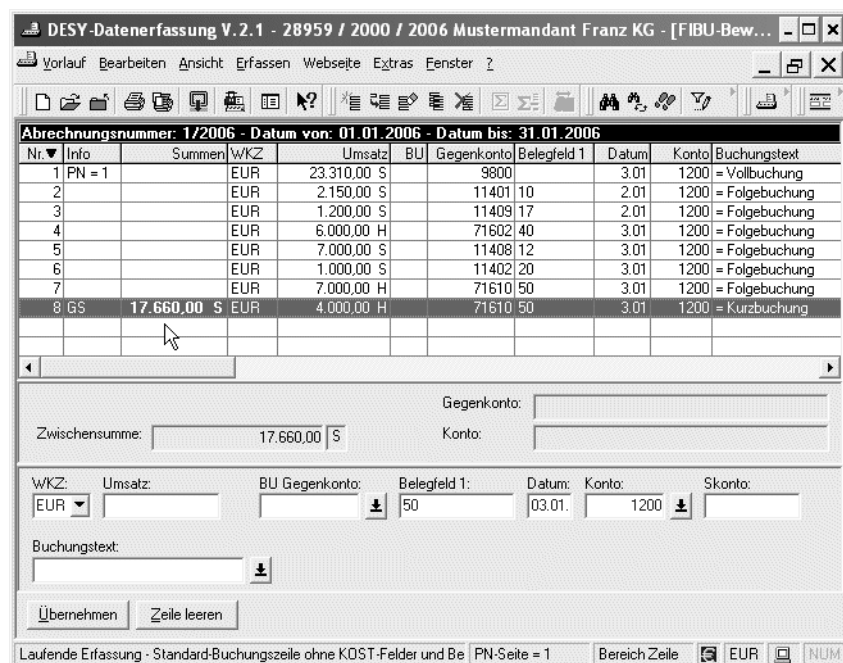 DESY-Datenerfassung V.2.1 - 28959 / 2000 / 2006 Mustermandant Franz KG - [FIBU-Bew...
Vorlauf Bearbeiten Ansicht Erfassen Webseite Extras Fenster ?
Abrechnungsnummer: 1/2006 - Datum von: 01.01.2006 - Datum bis: 31.01.2006
Nr. Info Summen WKZ Umsatz BU Gegenkonto Belegfeld 1 Datum Konto Buchungstext
1 PN = 1 EUR 23.310,00 S 9800 3.01 1200 = Vollbuchung
2 EUR 2.150,00 S 11401 10 2.01 1200 = Folgebuchung
3 EUR 1.200,00 S 11409 17 2.01 1200 = Folgebuchung
4 EUR 6.000,00 H 71602 40 3.01 1200 = Folgebuchung
5 EUR 7.000,00 S 11408 12 3.01 1200 = Folgebuchung
6 EUR 1.000,00 S 11402 20 3.01 1200 = Folgebuchung
7 EUR 7.000,00 H 71610 50 3.01 1200 = Folgebuchung
8 GS 17.660,00 S EUR 4.000,00 H 71610 50 3.01 1200 = Kurzbuchung
Gegenkonto:
Zwischensumme: 17.660,00 S Konto:
WKZ: Umsatz: BU Gegenkonto: Belegfeld 1: Datum: Konto: Skonto:
EUR 50 03.01. 1200
Buchungstext:
Übernehmen Zeile leeren
Laufende Erfassung - Standard-Buchungszeile ohne KOST-Felder und Be PN-Seite = 1 Bereich Zeile EUR NUM